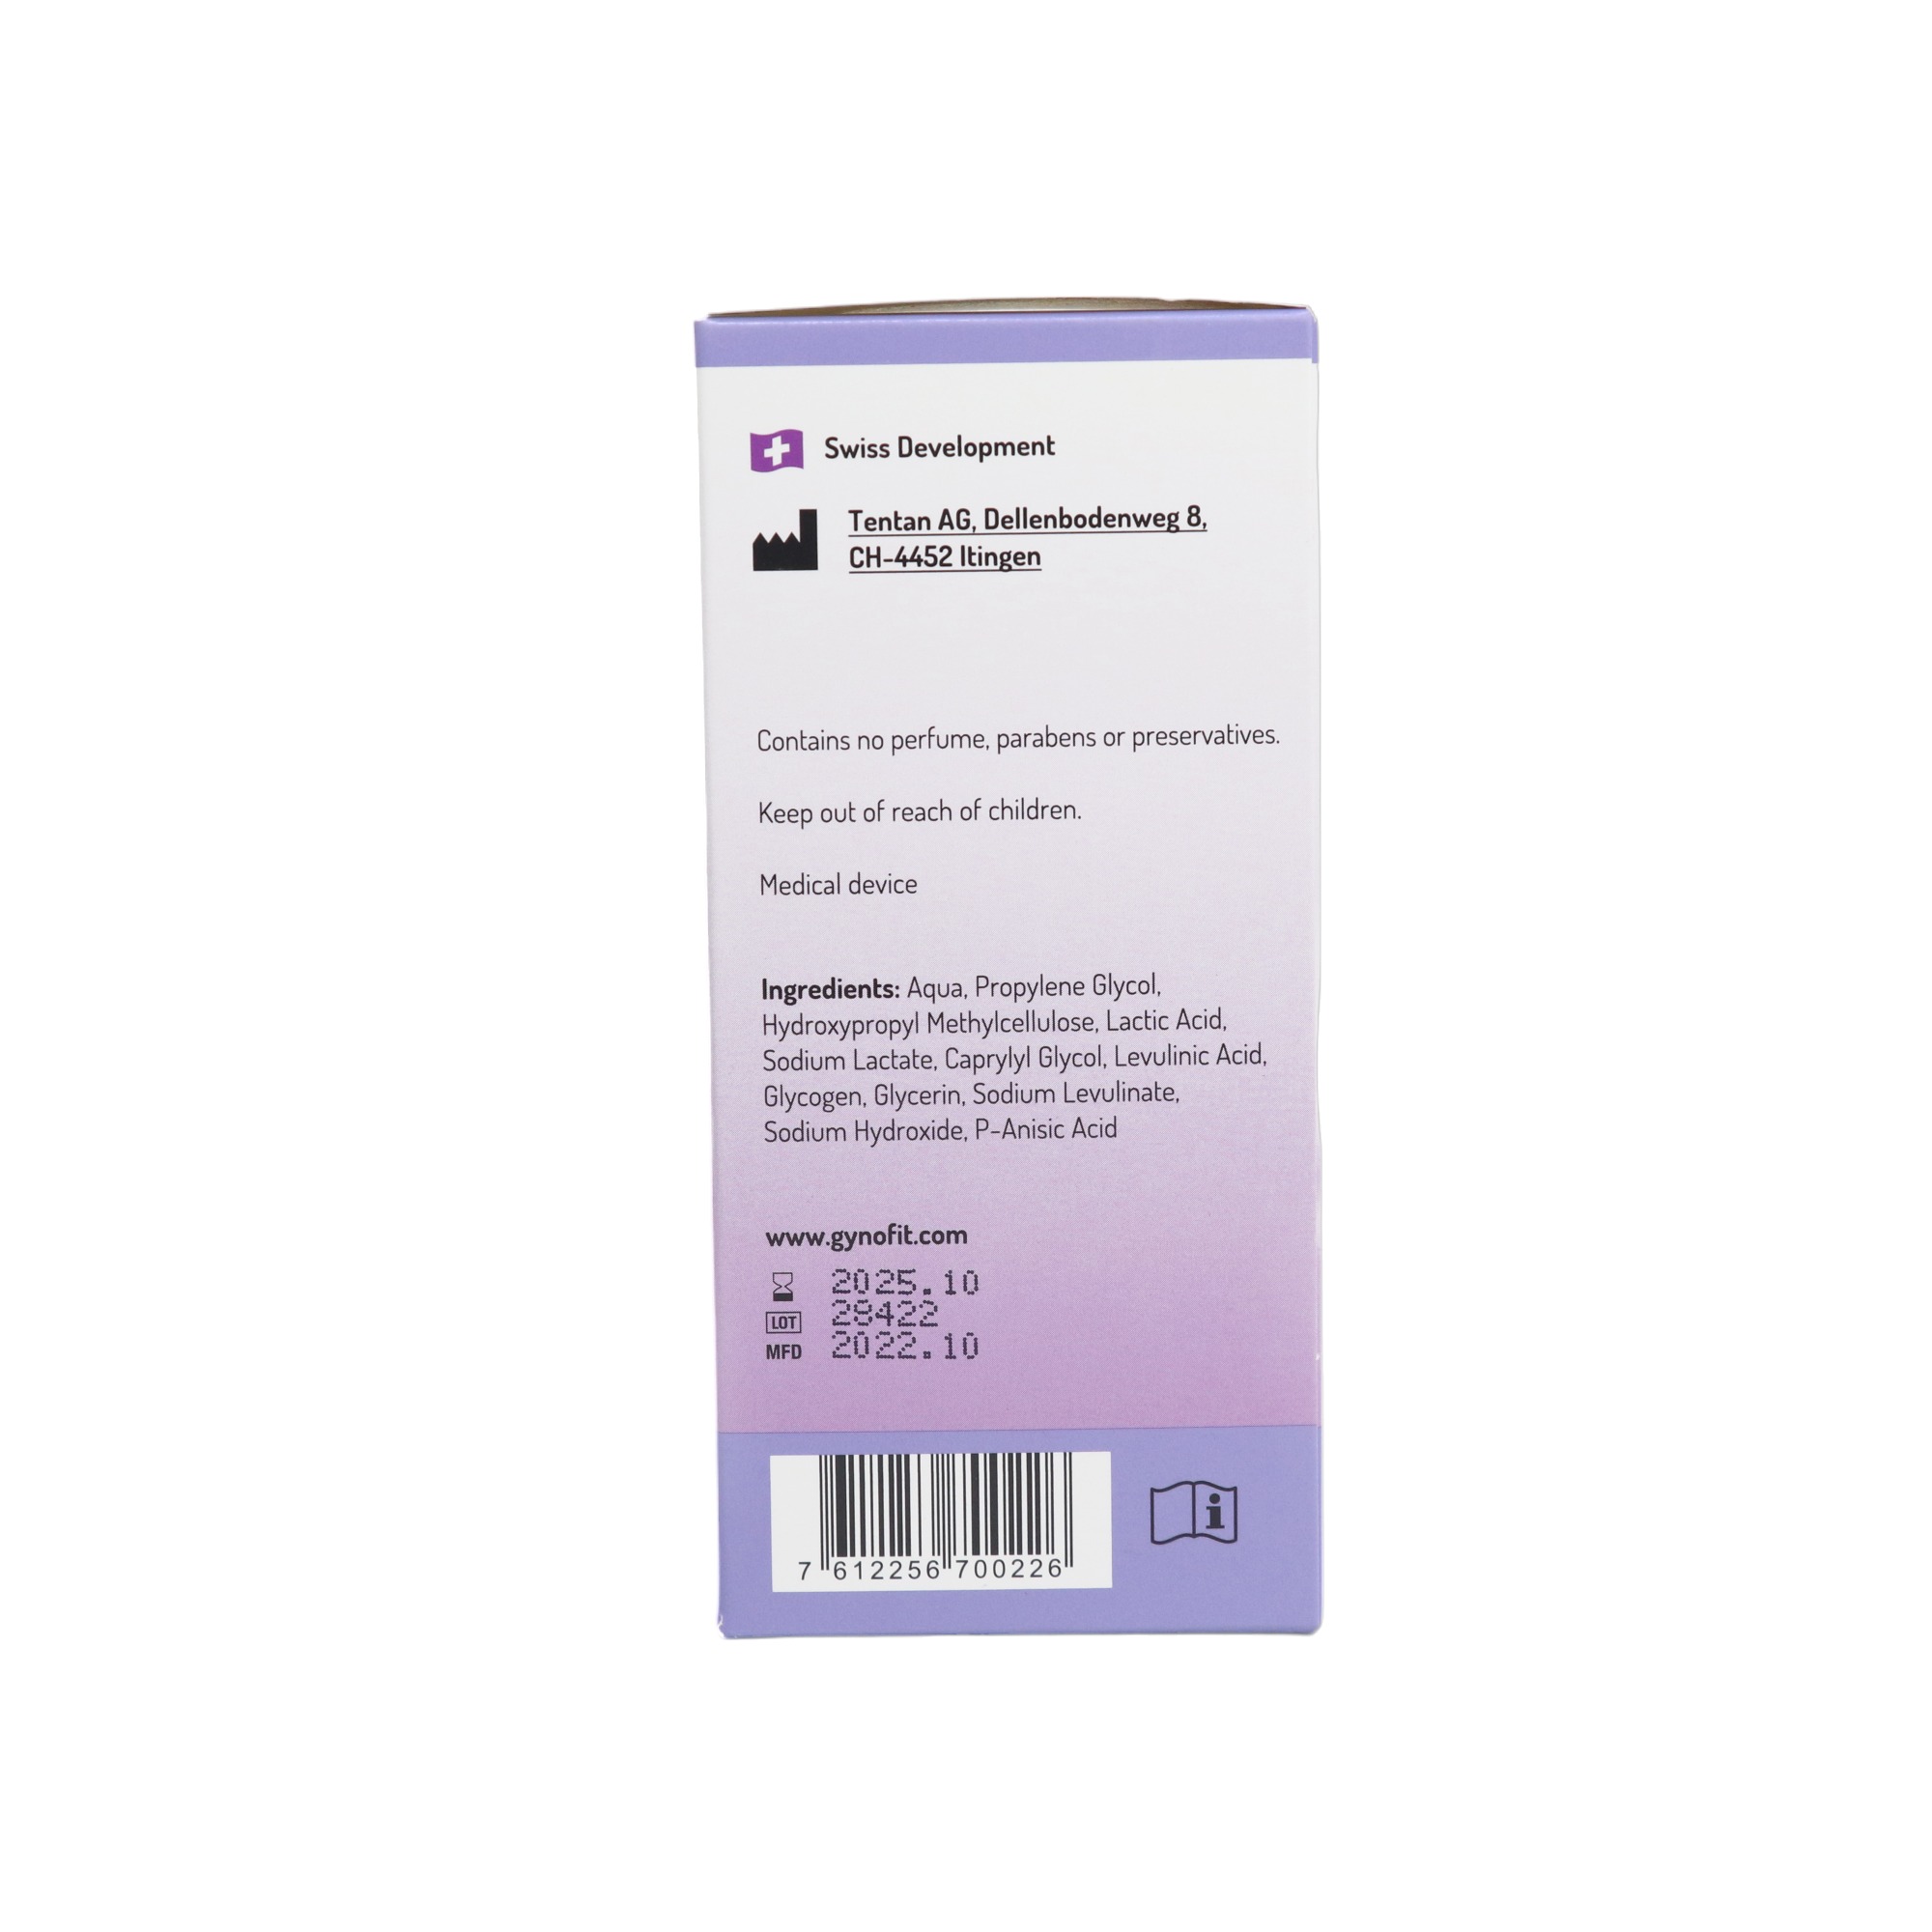 Swiss Development
Tentan AG, Dellenbodenweg 8,
CH-4452 Itingen
Contains no perfume, parabens or preservatives.
Keep out of reach of children.
Medical device
Ingredients: Aqua, Propylene Glycol,
Hydroxypropyl Methylcellulose, Lactic Acid,
Sodium Lactate, Caprylyl Glycol, Levulinic Acid,
Glycogen, Glycerin, Sodium Levulinate,
Sodium Hydroxide, P-Anisic Acid
www.gynofit.com
2025.10
LOT 28422
MFD 2022.10
7 612256 700226